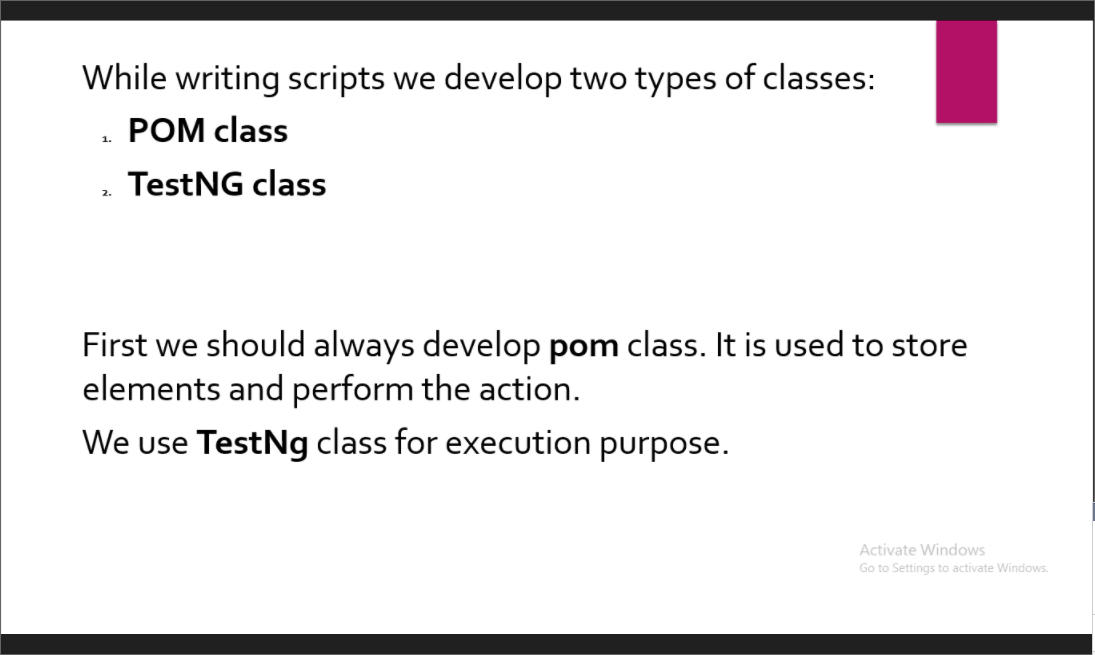 While writing scripts we develop two types of classes:
1. POM class
2. TestNG class
First we should always develop pom class. It is used to store
elements and perform the action.
We use TestNg class for execution purpose.
Activate Windows
Go to Settings to activate Windows.